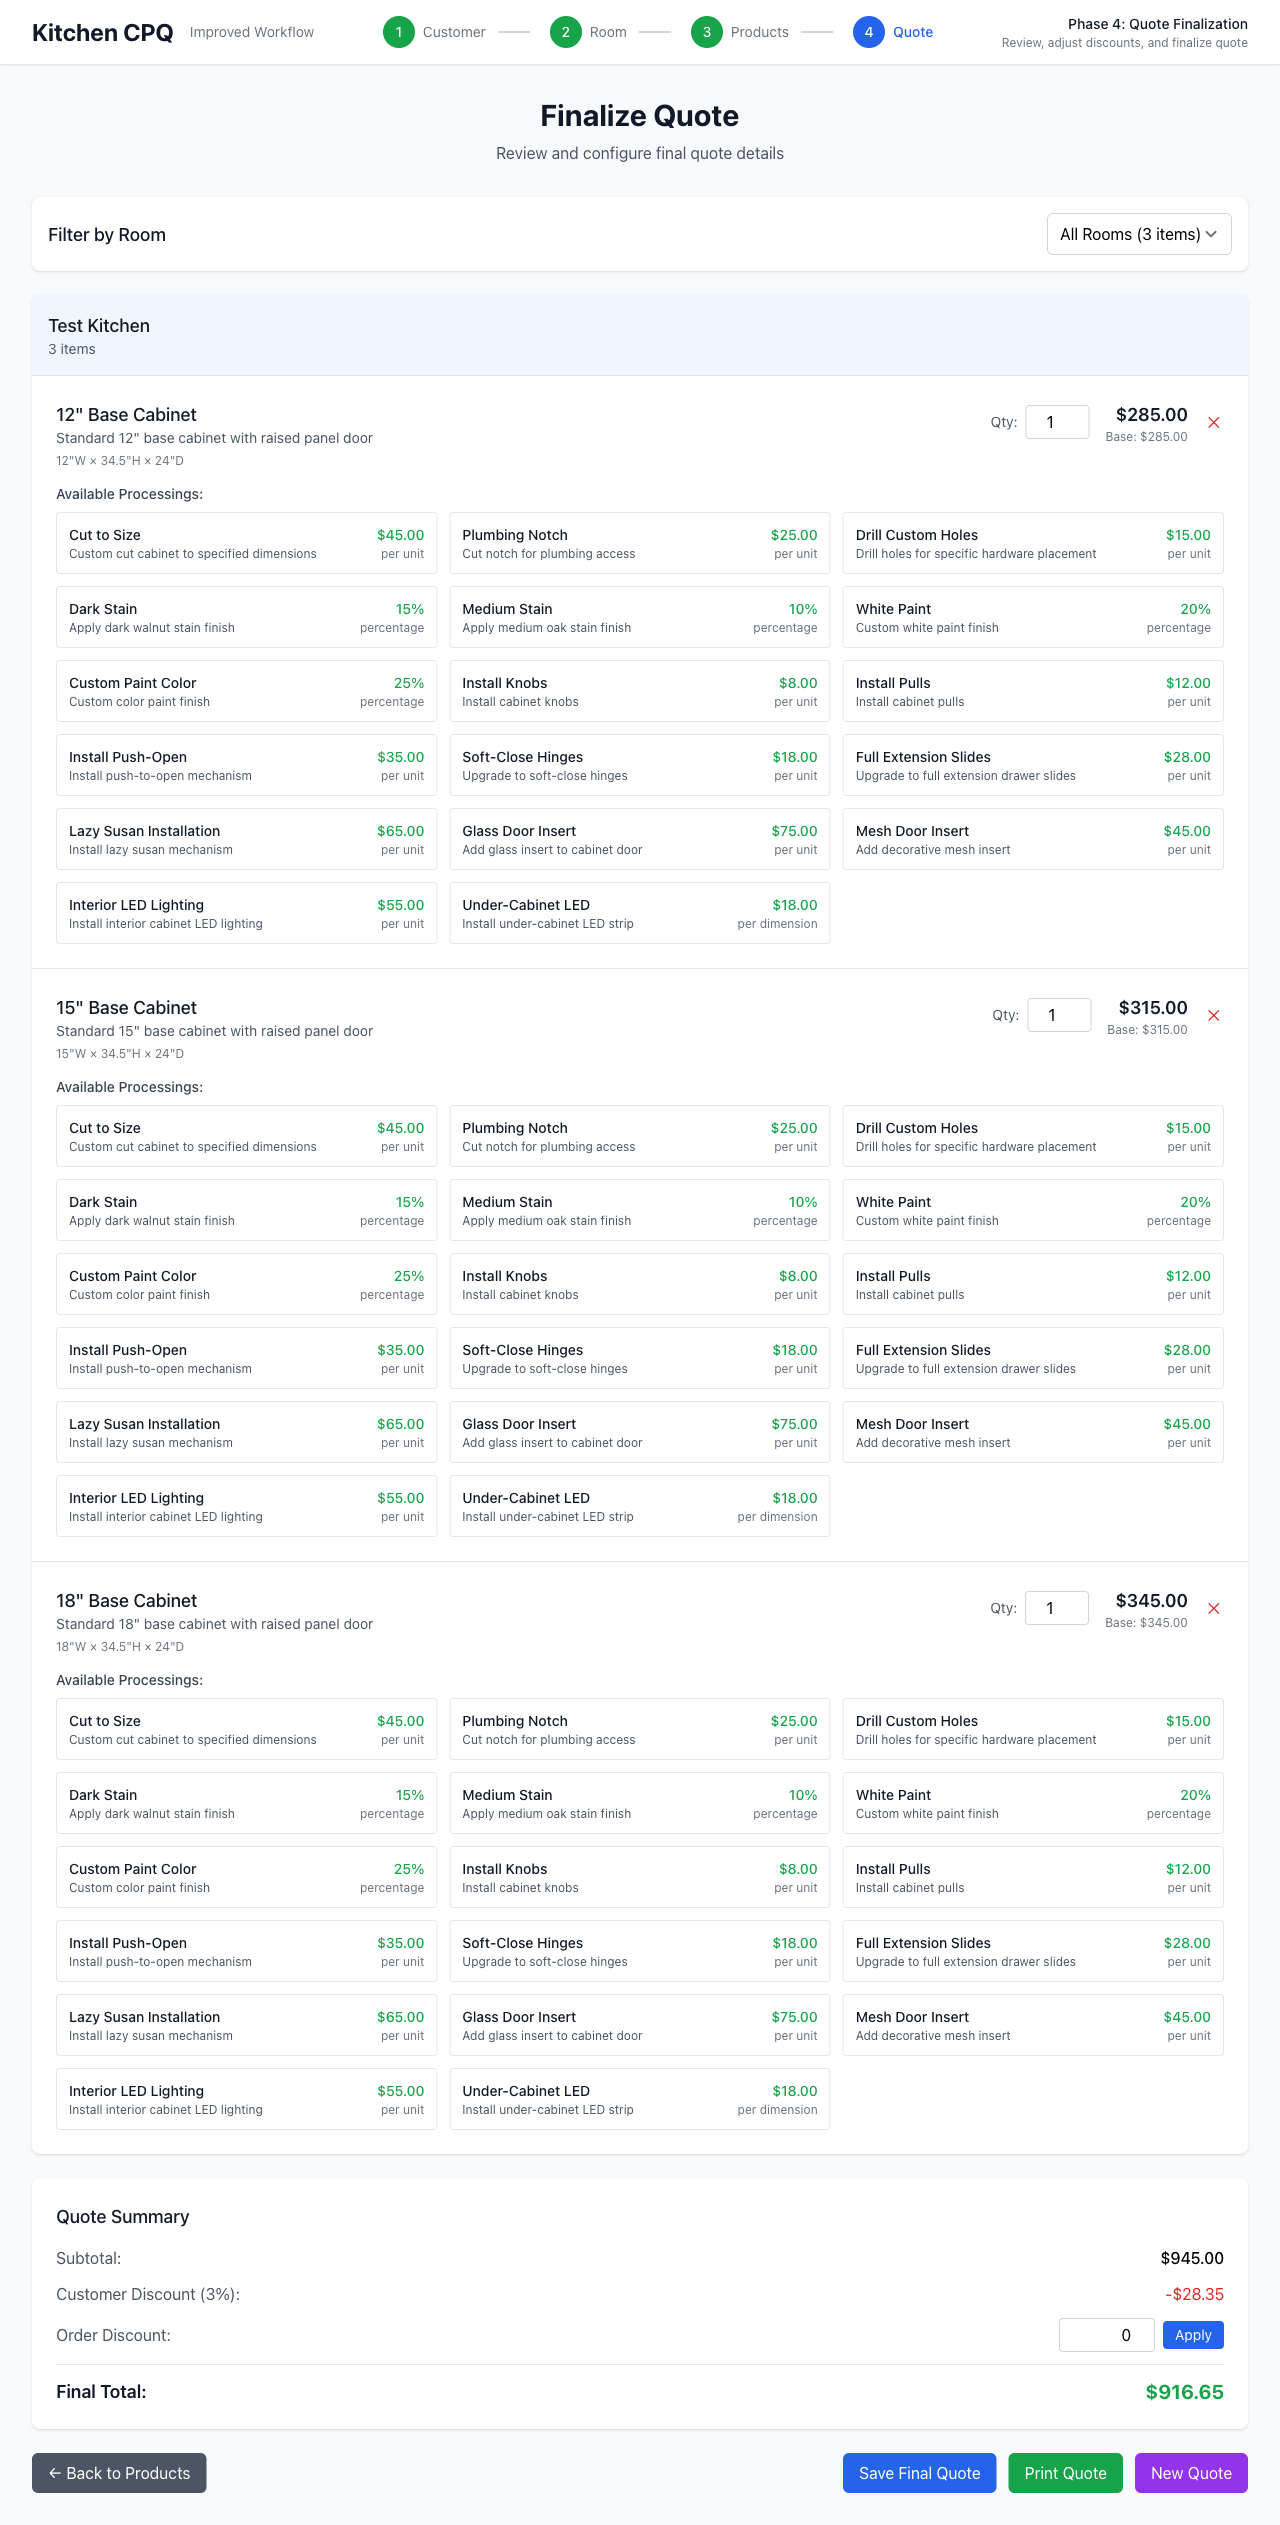 Kitchen CPQ Improved Workflow 1 Customer 2 Room 3 Products 4 Quote Phase 4: Quote Finalization
Review, adjust discounts, and finalize quote
Finalize Quote
Review and configure final quote details
Filter by Room All Rooms (3 items)
Test Kitchen
3 items
12" Base Cabinet Qty: 1 $285.00
Standard 12" base cabinet with raised panel door Base: $285.00
12"W × 34.5"H × 24"D
Available Processings:
Cut to Size $45.00 Plumbing Notch $25.00 Drill Custom Holes $15.00
Custom cut cabinet to specified dimensions per unit Cut notch for plumbing access per unit Drill holes for specific hardware placement per unit
Dark Stain 15% Medium Stain 10% White Paint 20%
Apply dark walnut stain finish percentage Apply medium oak stain finish percentage Custom white paint finish percentage
Custom Paint Color 25% Install Knobs $8.00 Install Pulls $12.00
Custom color paint finish percentage Install cabinet knobs per unit Install cabinet pulls per unit
Install Push-Open $35.00 Soft-Close Hinges $18.00 Full Extension Slides $28.00
Install push-to-open mechanism per unit Upgrade to soft-close hinges per unit Upgrade to full extension drawer slides per unit
Lazy Susan Installation $65.00 Glass Door Insert $75.00 Mesh Door Insert $45.00
Install lazy susan mechanism per unit Add glass insert to cabinet door per unit Add decorative mesh insert per unit
Interior LED Lighting $55.00 Under-Cabinet LED $18.00
Install interior cabinet LED lighting per unit Install under-cabinet LED strip per dimension
15" Base Cabinet Qty: 1 $315.00
Standard 15" base cabinet with raised panel door Base: $315.00
15"W × 34.5"H × 24"D
Available Processings:
Cut to Size $45.00 Plumbing Notch $25.00 Drill Custom Holes $15.00
Custom cut cabinet to specified dimensions per unit Cut notch for plumbing access per unit Drill holes for specific hardware placement per unit
Dark Stain 15% Medium Stain 10% White Paint 20%
Apply dark walnut stain finish percentage Apply medium oak stain finish percentage Custom white paint finish percentage
Custom Paint Color 25% Install Knobs $8.00 Install Pulls $12.00
Custom color paint finish percentage Install cabinet knobs per unit Install cabinet pulls per unit
Install Push-Open $35.00 Soft-Close Hinges $18.00 Full Extension Slides $28.00
Install push-to-open mechanism per unit Upgrade to soft-close hinges per unit Upgrade to full extension drawer slides per unit
Lazy Susan Installation $65.00 Glass Door Insert $75.00 Mesh Door Insert $45.00
Install lazy susan mechanism per unit Add glass insert to cabinet door per unit Add decorative mesh insert per unit
Interior LED Lighting $55.00 Under-Cabinet LED $18.00
Install interior cabinet LED lighting per unit Install under-cabinet LED strip per dimension
18" Base Cabinet Qty: 1 $345.00
Standard 18" base cabinet with raised panel door Base: $345.00
18"W × 34.5"H × 24"D
Available Processings:
Cut to Size $45.00 Plumbing Notch $25.00 Drill Custom Holes $15.00
Custom cut cabinet to specified dimensions per unit Cut notch for plumbing access per unit Drill holes for specific hardware placement per unit
Dark Stain 15% Medium Stain 10% White Paint 20%
Apply dark walnut stain finish percentage Apply medium oak stain finish percentage Custom white paint finish percentage
Custom Paint Color 25% Install Knobs $8.00 Install Pulls $12.00
Custom color paint finish percentage Install cabinet knobs per unit Install cabinet pulls per unit
Install Push-Open $35.00 Soft-Close Hinges $18.00 Full Extension Slides $28.00
Install push-to-open mechanism per unit Upgrade to soft-close hinges per unit Upgrade to full extension drawer slides per unit
Lazy Susan Installation $65.00 Glass Door Insert $75.00 Mesh Door Insert $45.00
Install lazy susan mechanism per unit Add glass insert to cabinet door per unit Add decorative mesh insert per unit
Interior LED Lighting $55.00 Under-Cabinet LED $18.00
Install interior cabinet LED lighting per unit Install under-cabinet LED strip per dimension
Quote Summary
Subtotal: $945.00
Customer Discount (3%): -$28.35
Order Discount: 0 Apply
Final Total: $916.65
← Back to Products Save Final Quote Print Quote New Quote